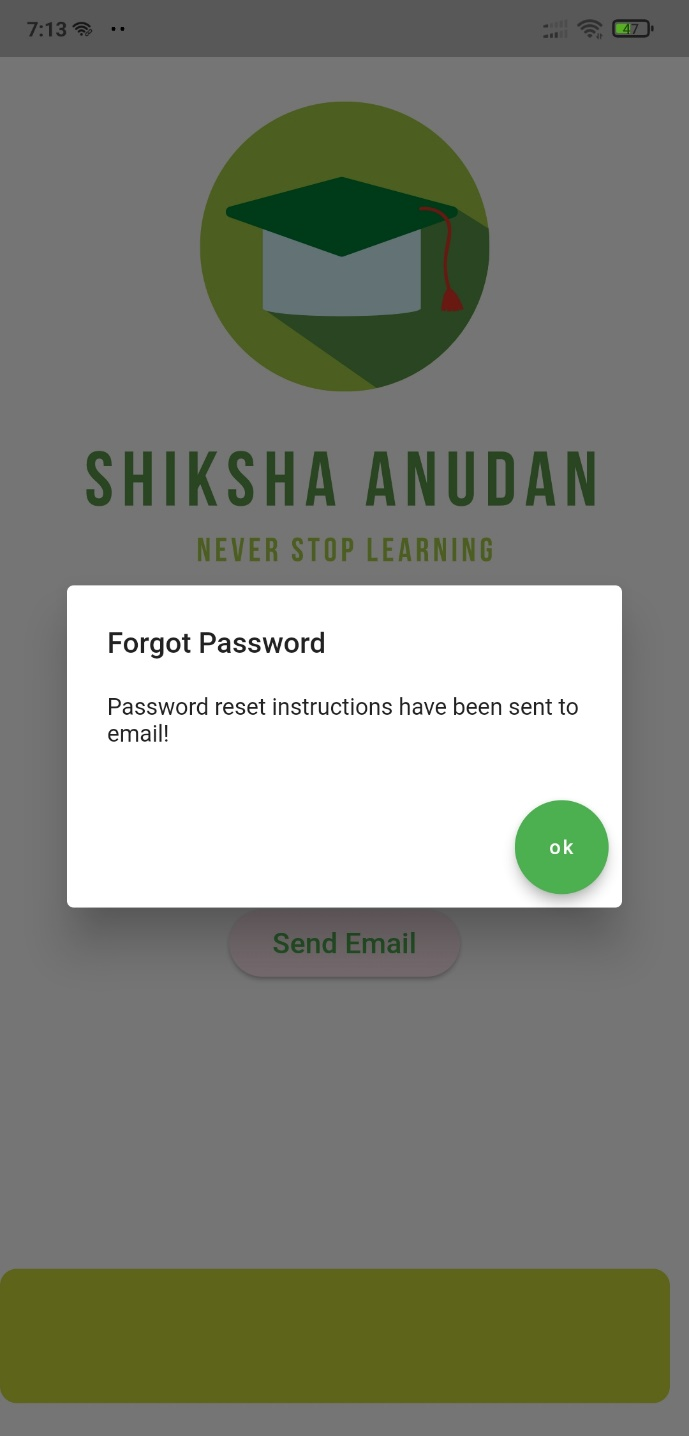 7:13
47
SHIKSHA ANUDAN
NEVER STOP LEARNING
Forgot Password
Password reset instructions have been sent to
email!
ok
Send Email